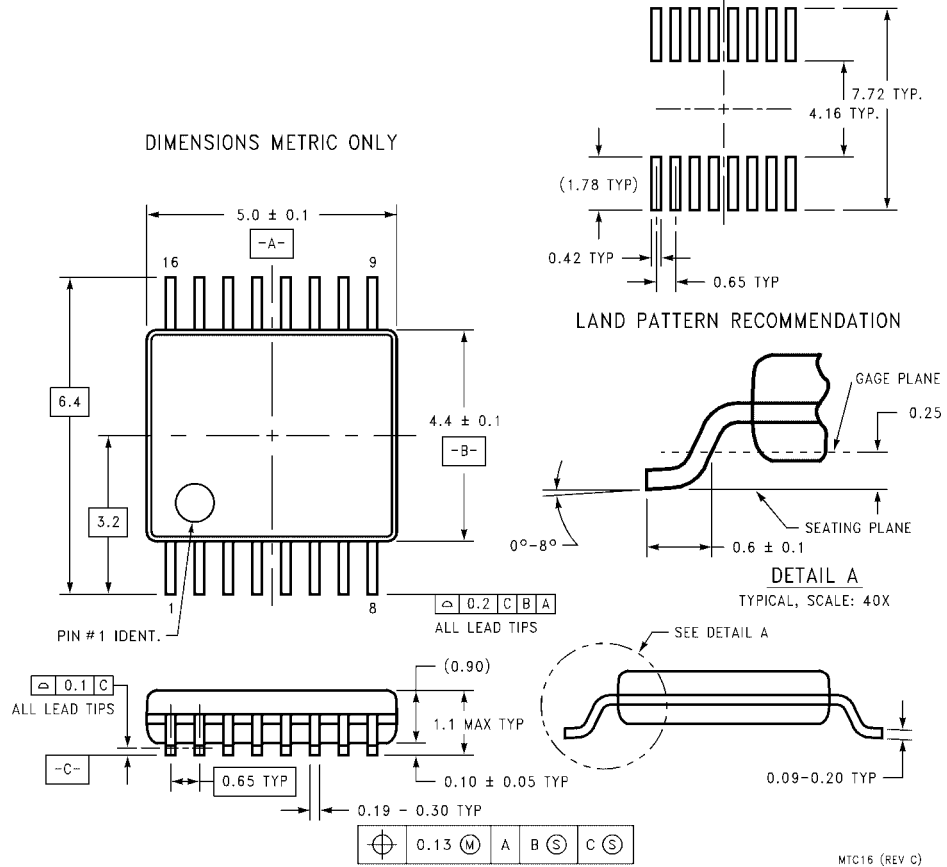 7.72 TYP.
4.16 TYP.
DIMENSIONS METRIC ONLY
(1.78 TYP)
5.0 ± 0.1
-A-
0.42 TYP
0.65 TYP
16
9
LAND PATTERN RECOMMENDATION
GAGE PLANE
0.25
6.4
4.4 ± 0.1
-B-
3.2
SEATING PLANE
0°-8°
0.6 ± 0.1
DETAIL A
TYPICAL, SCALE: 40X
1
8
⌓ 0.2 C B A
ALL LEAD TIPS
PIN #1 IDENT.
SEE DETAIL A
(0.90)
⌓ 0.1 C
ALL LEAD TIPS
1.1 MAX TYP
-C-
0.65 TYP
0.10 ± 0.05 TYP
0.09-0.20 TYP
0.19 - 0.30 TYP
⌖ 0.13 Ⓜ A B Ⓢ C Ⓢ
MTC16 (REV C)